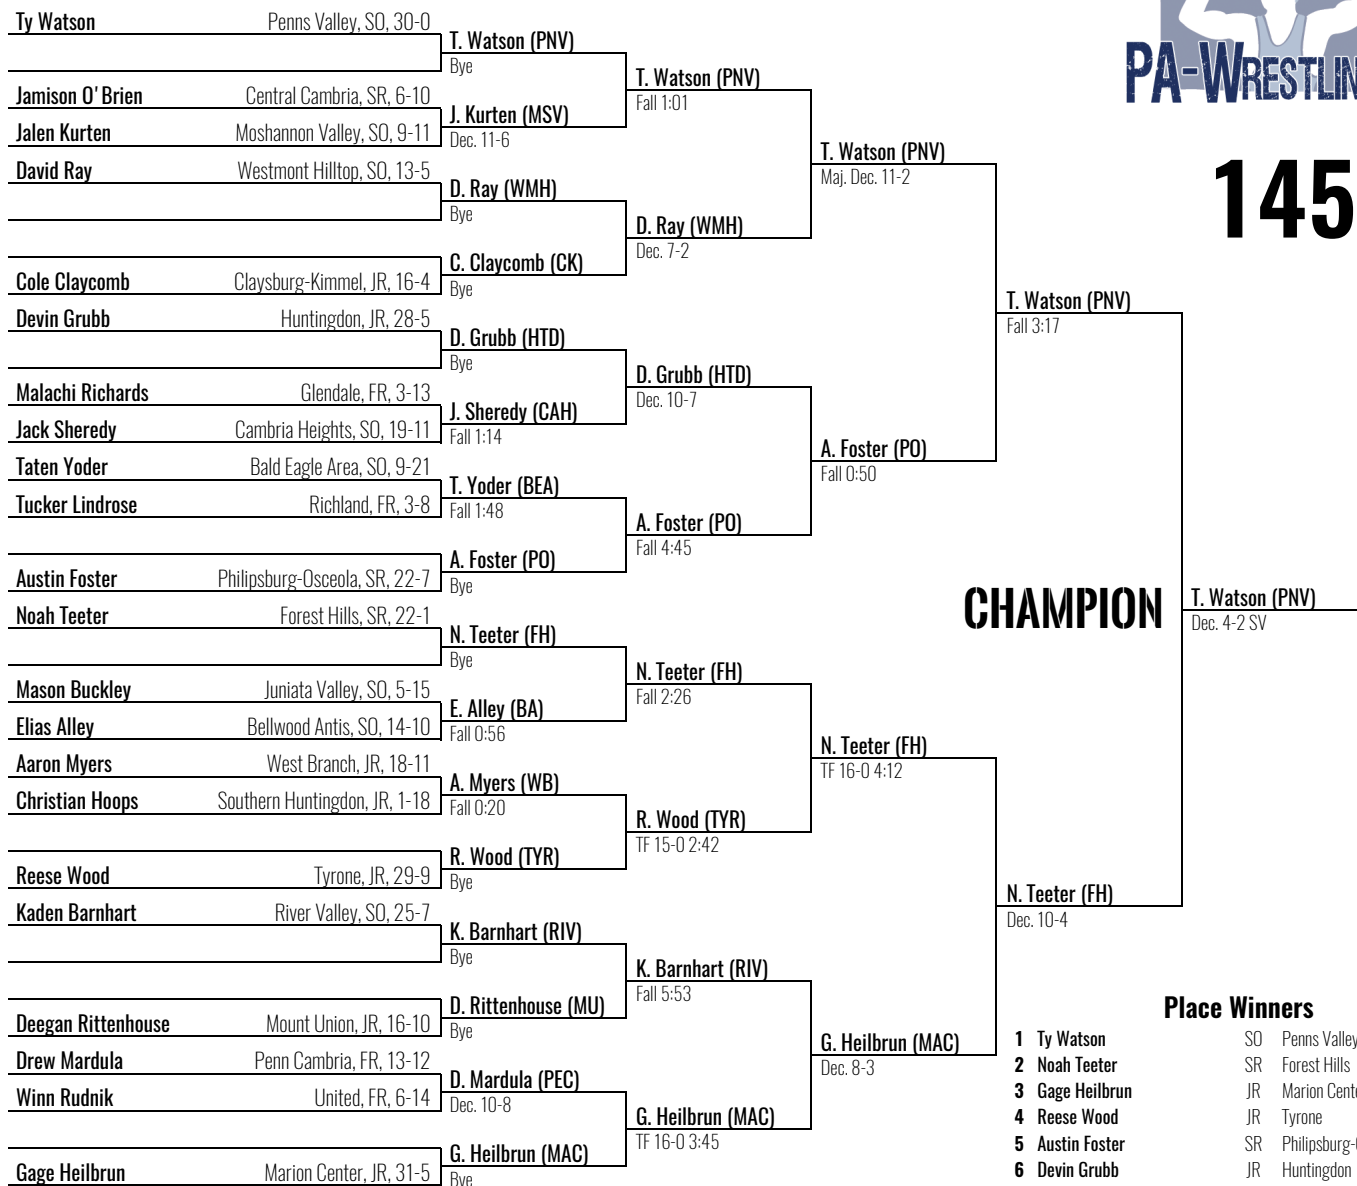 Ty Watson Penns Valley, SO, 30-0
T. Watson (PNV)
Bye
Jamison O'Brien Central Cambria, SR, 6-10
Jalen Kurten Moshannon Valley, SO, 9-11
J. Kurten (MSV)
Dec. 11-6
T. Watson (PNV)
Fall 1:01
David Ray Westmont Hilltop, SO, 13-5
D. Ray (WMH)
Bye
Cole Claycomb Claysburg-Kimmel, JR, 16-4
C. Claycomb (CK)
Bye
D. Ray (WMH)
Dec. 7-2
T. Watson (PNV)
Maj. Dec. 11-2
Devin Grubb Huntingdon, JR, 28-5
D. Grubb (HTD)
Bye
Malachi Richards Glendale, FR, 3-13
Jack Sheredy Cambria Heights, SO, 19-11
J. Sheredy (CAH)
Fall 1:14
D. Grubb (HTD)
Dec. 10-7
Taten Yoder Bald Eagle Area, SO, 9-21
Tucker Lindrose Richland, FR, 3-8
T. Yoder (BEA)
Fall 1:48
Austin Foster Philipsburg-Osceola, SR, 22-7
A. Foster (PO)
Bye
A. Foster (PO)
Fall 4:45
A. Foster (PO)
Fall 0:50
T. Watson (PNV)
Fall 3:17
Noah Teeter Forest Hills, SR, 22-1
N. Teeter (FH)
Bye
Mason Buckley Juniata Valley, SO, 5-15
Elias Alley Bellwood Antis, SO, 14-10
E. Alley (BA)
Fall 0:56
N. Teeter (FH)
Fall 2:26
Aaron Myers West Branch, JR, 18-11
Christian Hoops Southern Huntingdon, JR, 1-18
A. Myers (WB)
Fall 0:20
Reese Wood Tyrone, JR, 29-9
R. Wood (TYR)
Bye
R. Wood (TYR)
TF 15-0 2:42
N. Teeter (FH)
TF 16-0 4:12
Kaden Barnhart River Valley, SO, 25-7
K. Barnhart (RIV)
Bye
Deegan Rittenhouse Mount Union, JR, 16-10
D. Rittenhouse (MU)
Bye
K. Barnhart (RIV)
Fall 5:53
Drew Mardula Penn Cambria, FR, 13-12
Winn Rudnik United, FR, 6-14
D. Mardula (PEC)
Dec. 10-8
Gage Heilbrun Marion Center, JR, 31-5
G. Heilbrun (MAC)
Bye
G. Heilbrun (MAC)
TF 16-0 3:45
G. Heilbrun (MAC)
Dec. 8-3
N. Teeter (FH)
Dec. 10-4
CHAMPION
T. Watson (PNV)
Dec. 4-2 SV
PA-WRESTLIN
145
Place Winners
1 Ty Watson SO Penns Valley
2 Noah Teeter SR Forest Hills
3 Gage Heilbrun JR Marion Cent
4 Reese Wood JR Tyrone
5 Austin Foster SR Philipsburg-
6 Devin Grubb JR Huntingdon